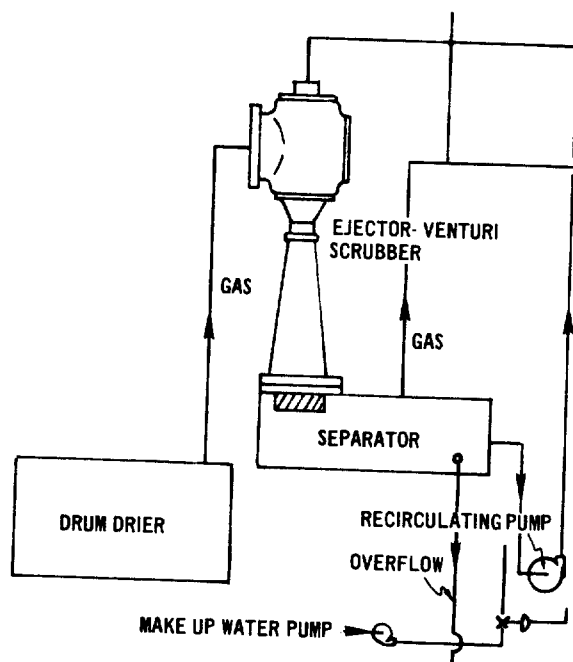 EJECTOR- VENTURI
SCRUBBER
GAS
GAS
SEPARATOR
DRUM DRIER
RECIRCULATING PUMP
OVERFLOW
MAKE UP WATER PUMP